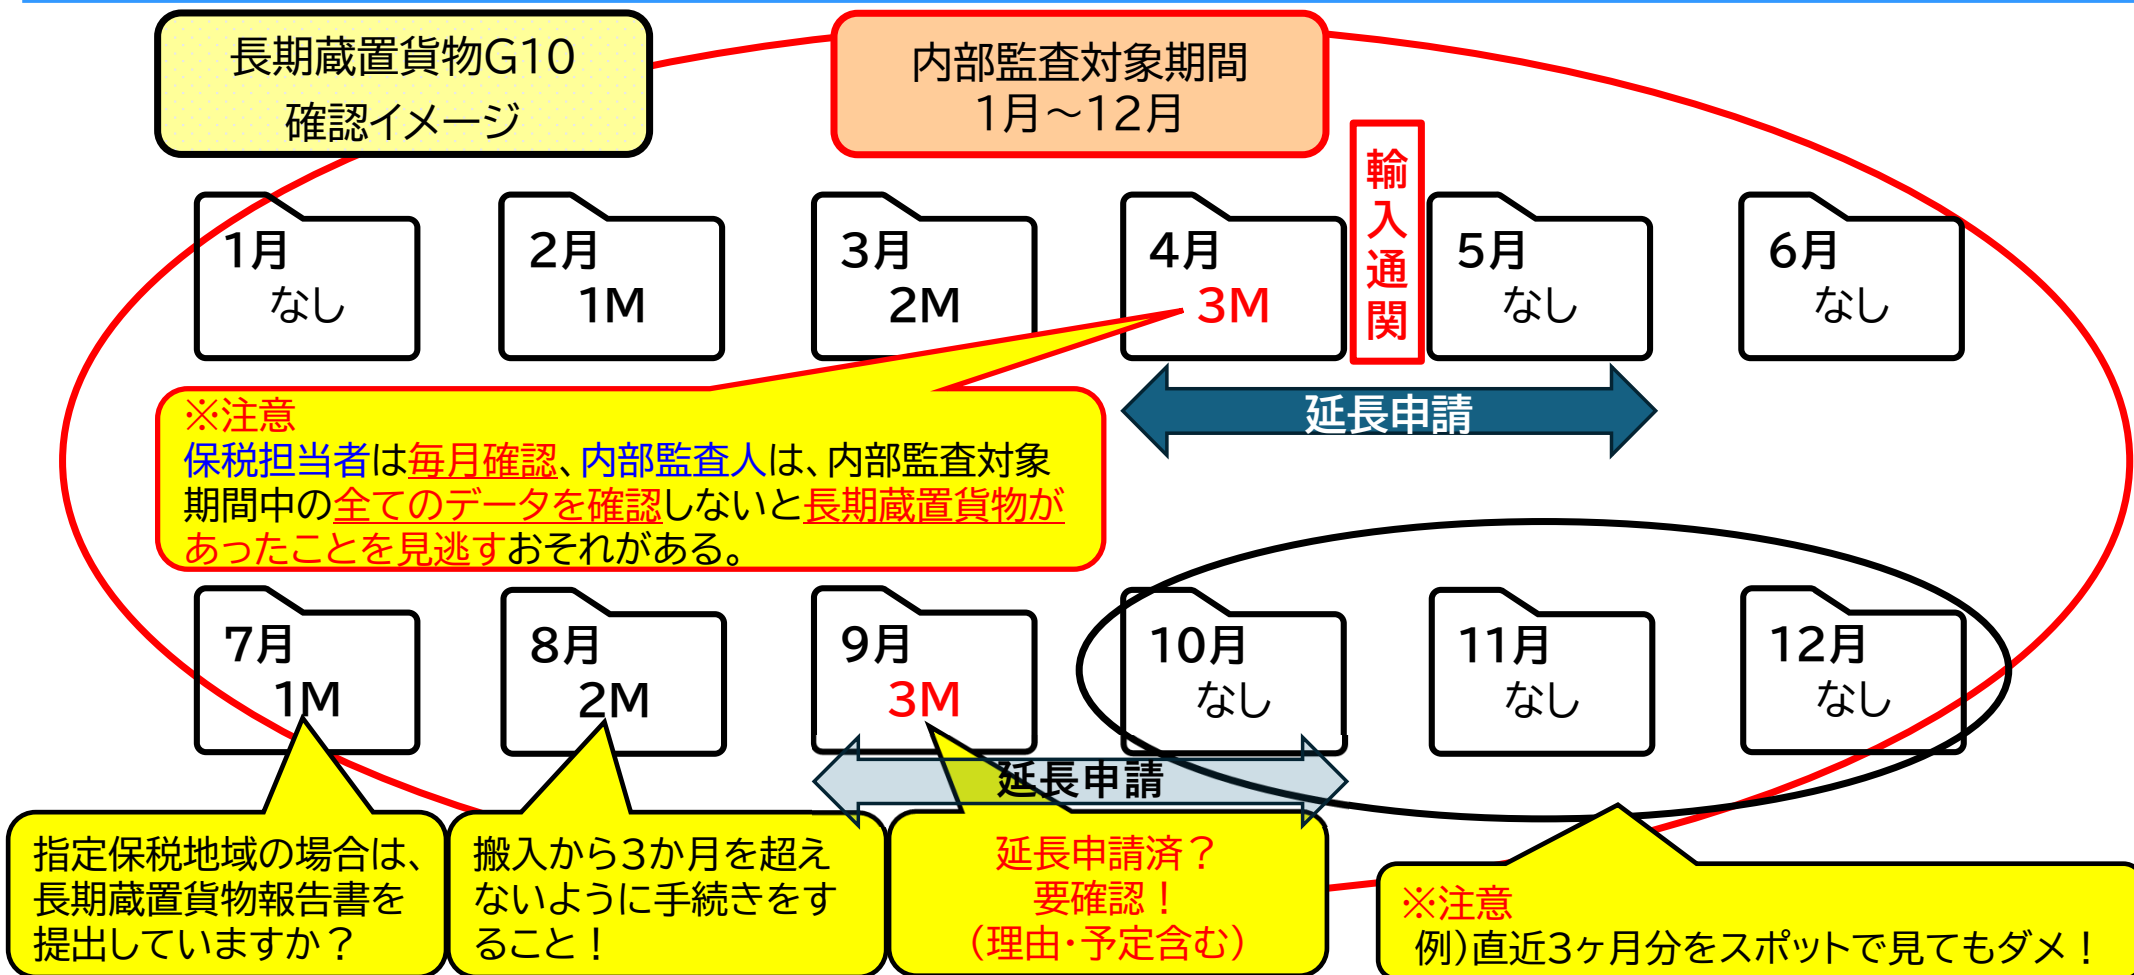 長期蔵置貨物G10
確認イメージ
内部監査対象期間
1月～12月
輸入通関
1月
なし
2月
1M
3月
2M
4月
3M
5月
なし
6月
なし
延長申請
※注意
保税担当者は毎月確認、内部監査人は、内部監査対象
期間中の全てのデータを確認しないと長期蔵置貨物が
あったことを見逃すおそれがある。
7月
1M
8月
2M
9月
3M
10月
なし
11月
なし
12月
なし
延長申請
指定保税地域の場合は、
長期蔵置貨物報告書を
提出していますか？
搬入から3か月を超え
ないように手続きをす
ること！
延長申請済？
要確認！
（理由・予定含む）
※注意
例）直近3ヶ月分をスポットで見てもダメ！